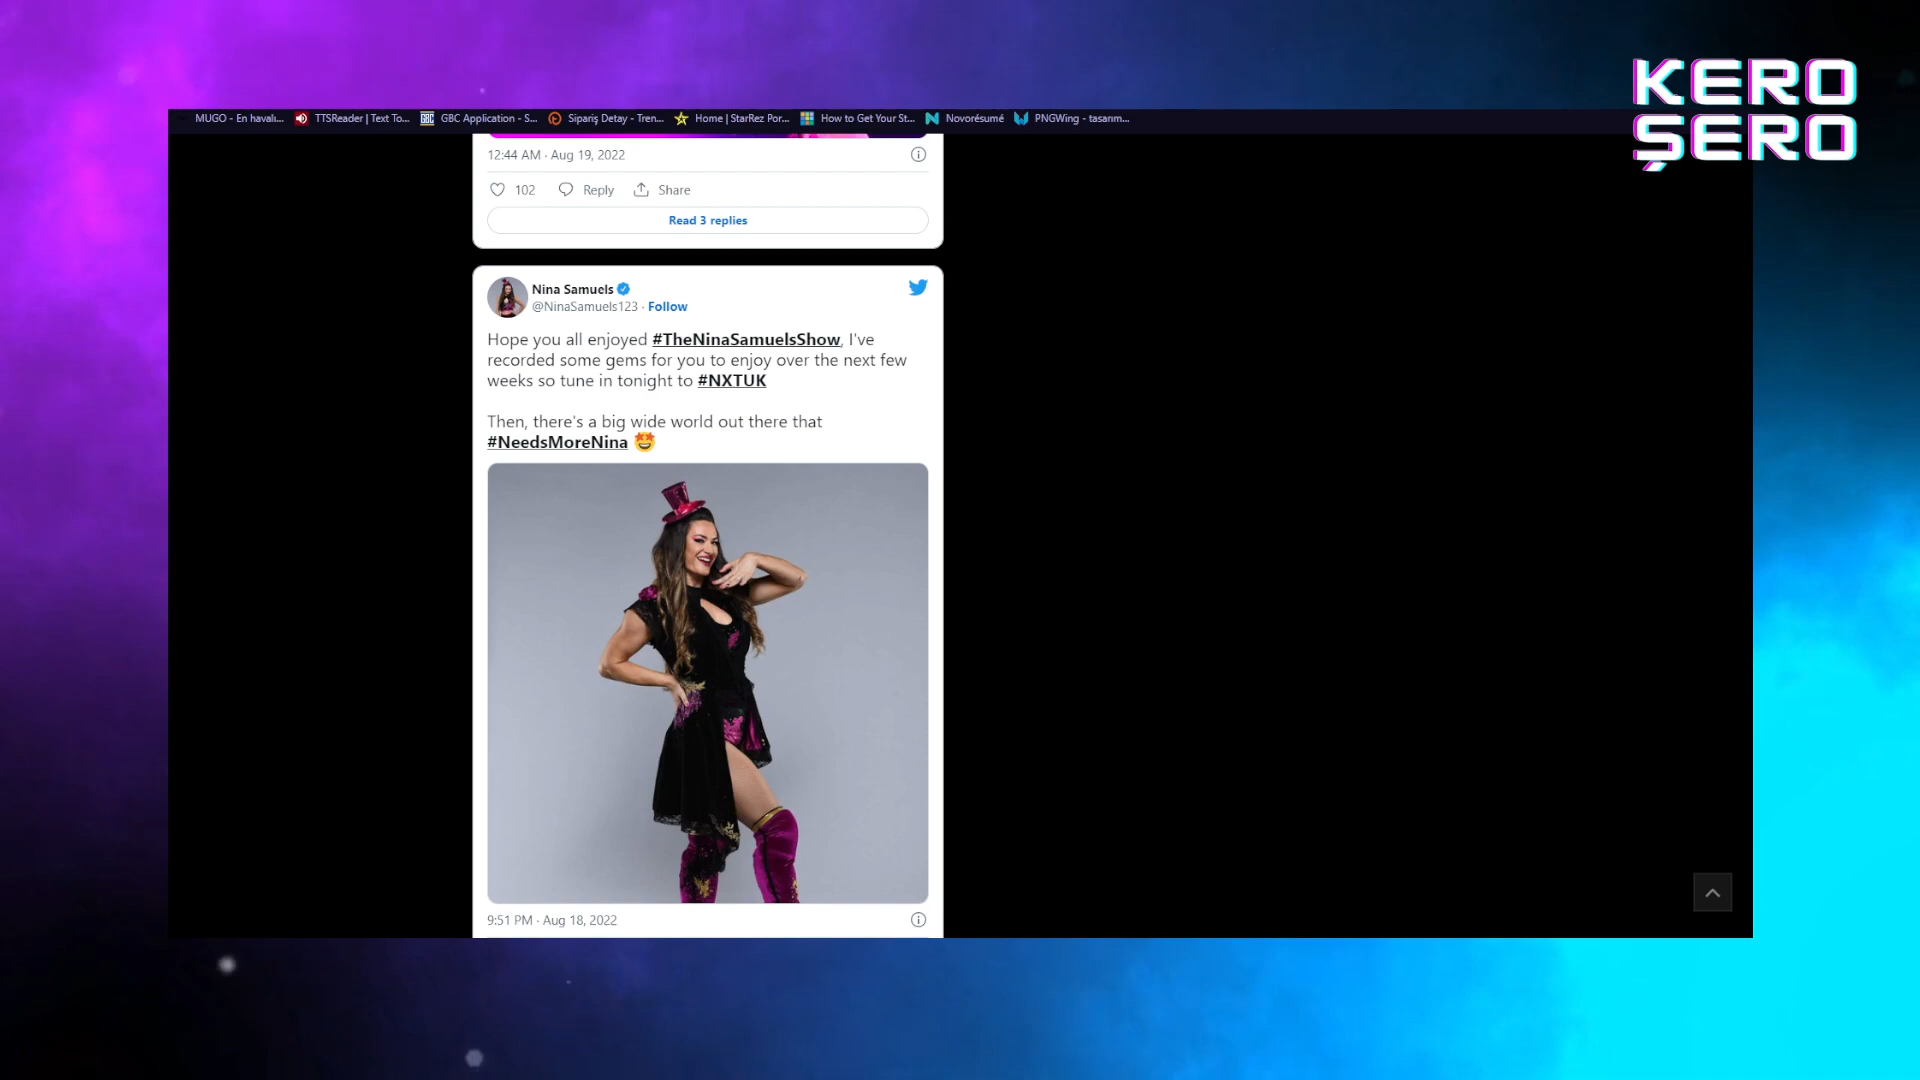 KERO
ŞERO
MUGO - En havalı...
TTSReader | Text To...
GBC Application - S...
Sipariş Detay - Tren...
Home | StarRez Por...
How to Get Your St...
Novorésumé
PNGWing - tasarım...
12:44 AM · Aug 19, 2022
102 Reply Share
Read 3 replies
Nina Samuels
@NinaSamuels123 · Follow
Hope you all enjoyed #TheNinaSamuelsShow, I've
recorded some gems for you to enjoy over the next few
weeks so tune in tonight to #NXTUK
Then, there's a big wide world out there that
#NeedsMoreNina 🤩
9:51 PM · Aug 18, 2022